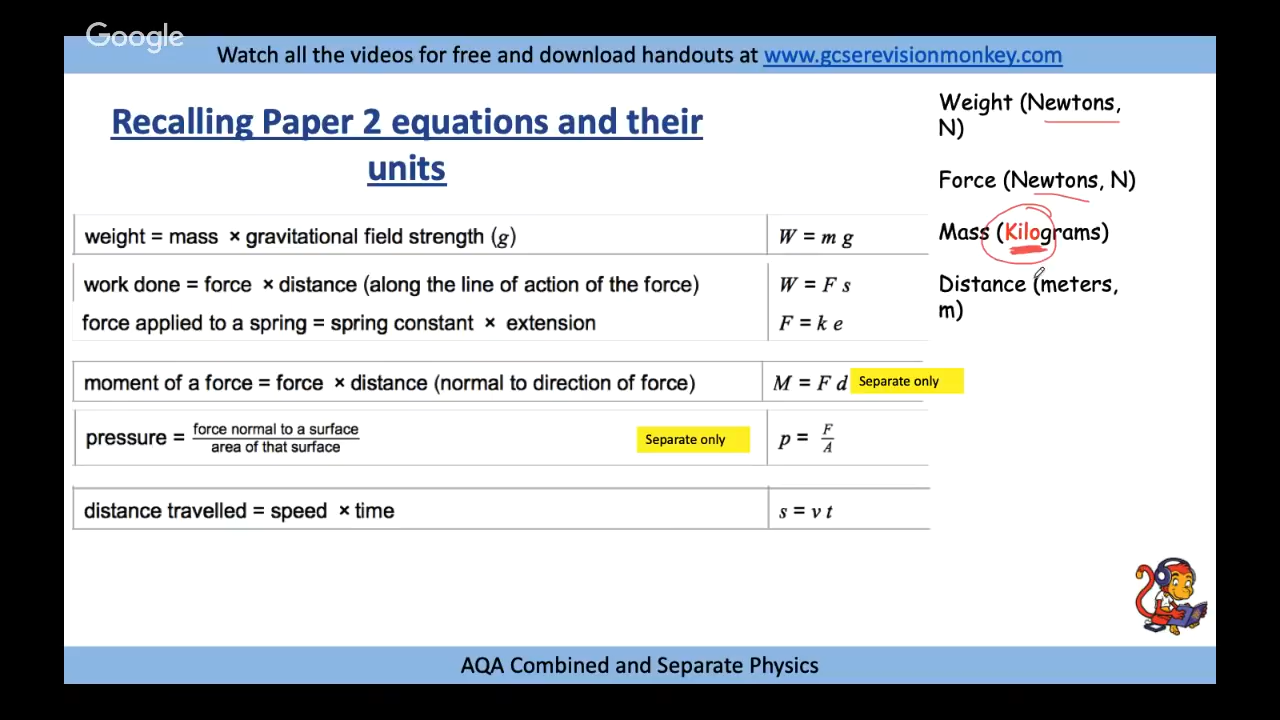 Google
Watch all the videos for free and download handouts at www.gcserevisionmonkey.com
Recalling Paper 2 equations and their
units
weight = mass × gravitational field strength (g)
W = m g
work done = force × distance (along the line of action of the force)
W = F s
force applied to a spring = spring constant × extension
F = k e
moment of a force = force × distance (normal to direction of force)
M = F d
Separate only
pressure = force normal to a surface
area of that surface
Separate only
p = F
A
distance travelled = speed × time
s = v t
Weight (Newtons,
N)
Force (Newtons, N)
Mass (Kilograms)
Distance (meters,
m)
AQA Combined and Separate Physics